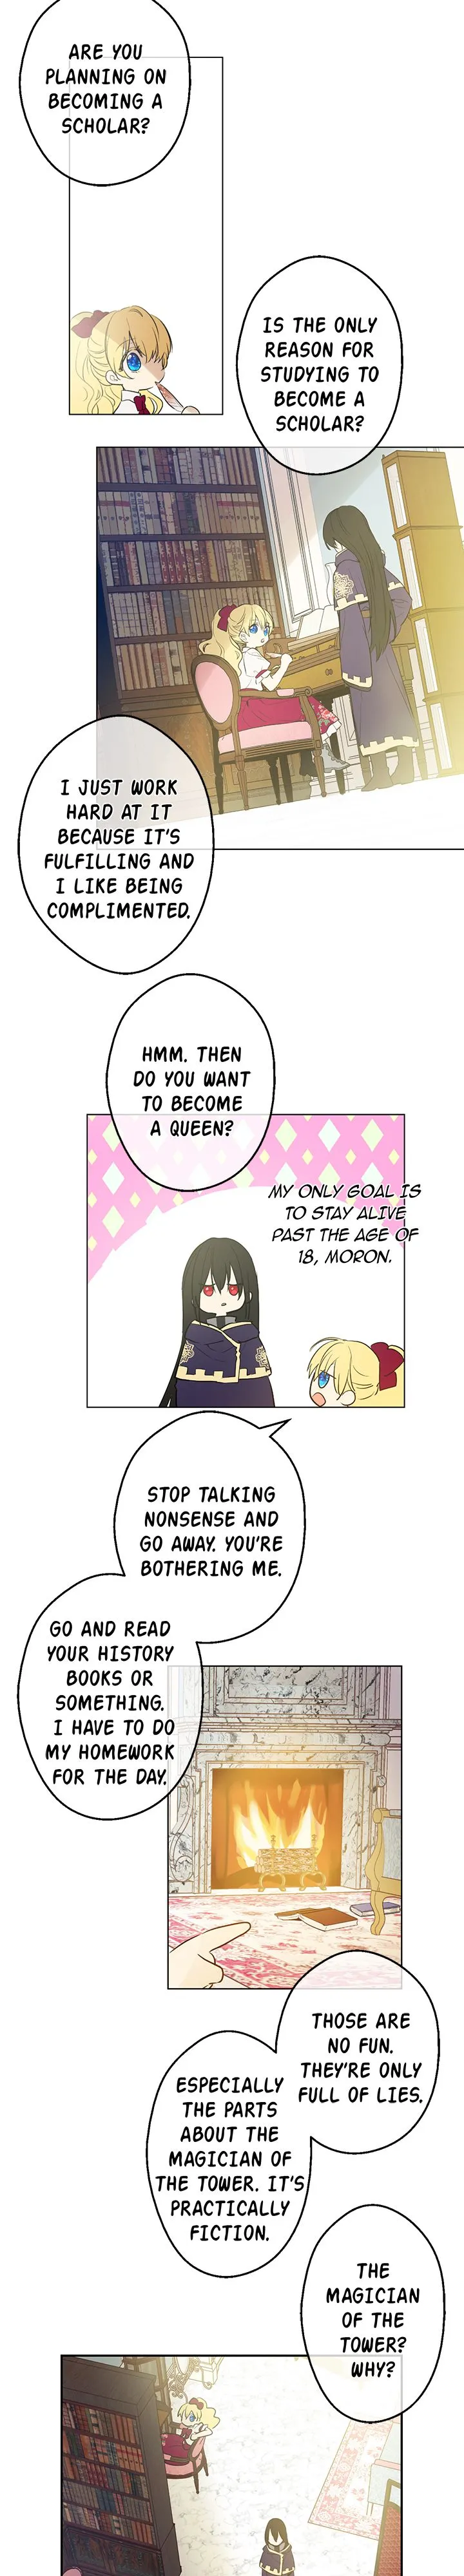 ARE YOU
PLANNING ON
BECOMING A
SCHOLAR?
IS THE ONLY
REASON FOR
STUDYING TO
BECOME A
SCHOLAR?
I JUST WORK
HARD AT IT
BECAUSE IT'S
FULFILLING AND
I LIKE BEING
COMPLIMENTED.
HMM. THEN
DO YOU WANT
TO BECOME
A QUEEN?
MY ONLY GOAL IS
TO STAY ALIVE
PAST THE AGE OF
18, MORON.
STOP TALKING
NONSENSE AND
GO AWAY. YOU'RE
BOTHERING ME.
GO AND READ
YOUR HISTORY
BOOKS OR
SOMETHING.
I HAVE TO DO
MY HOMEWORK
FOR THE DAY.
THOSE ARE
NO FUN.
THEY'RE ONLY
FULL OF LIES.
ESPECIALLY
THE PARTS
ABOUT THE
MAGICIAN OF
THE TOWER. IT'S
PRACTICALLY
FICTION.
THE
MAGICIAN
OF THE
TOWER?
WHY?